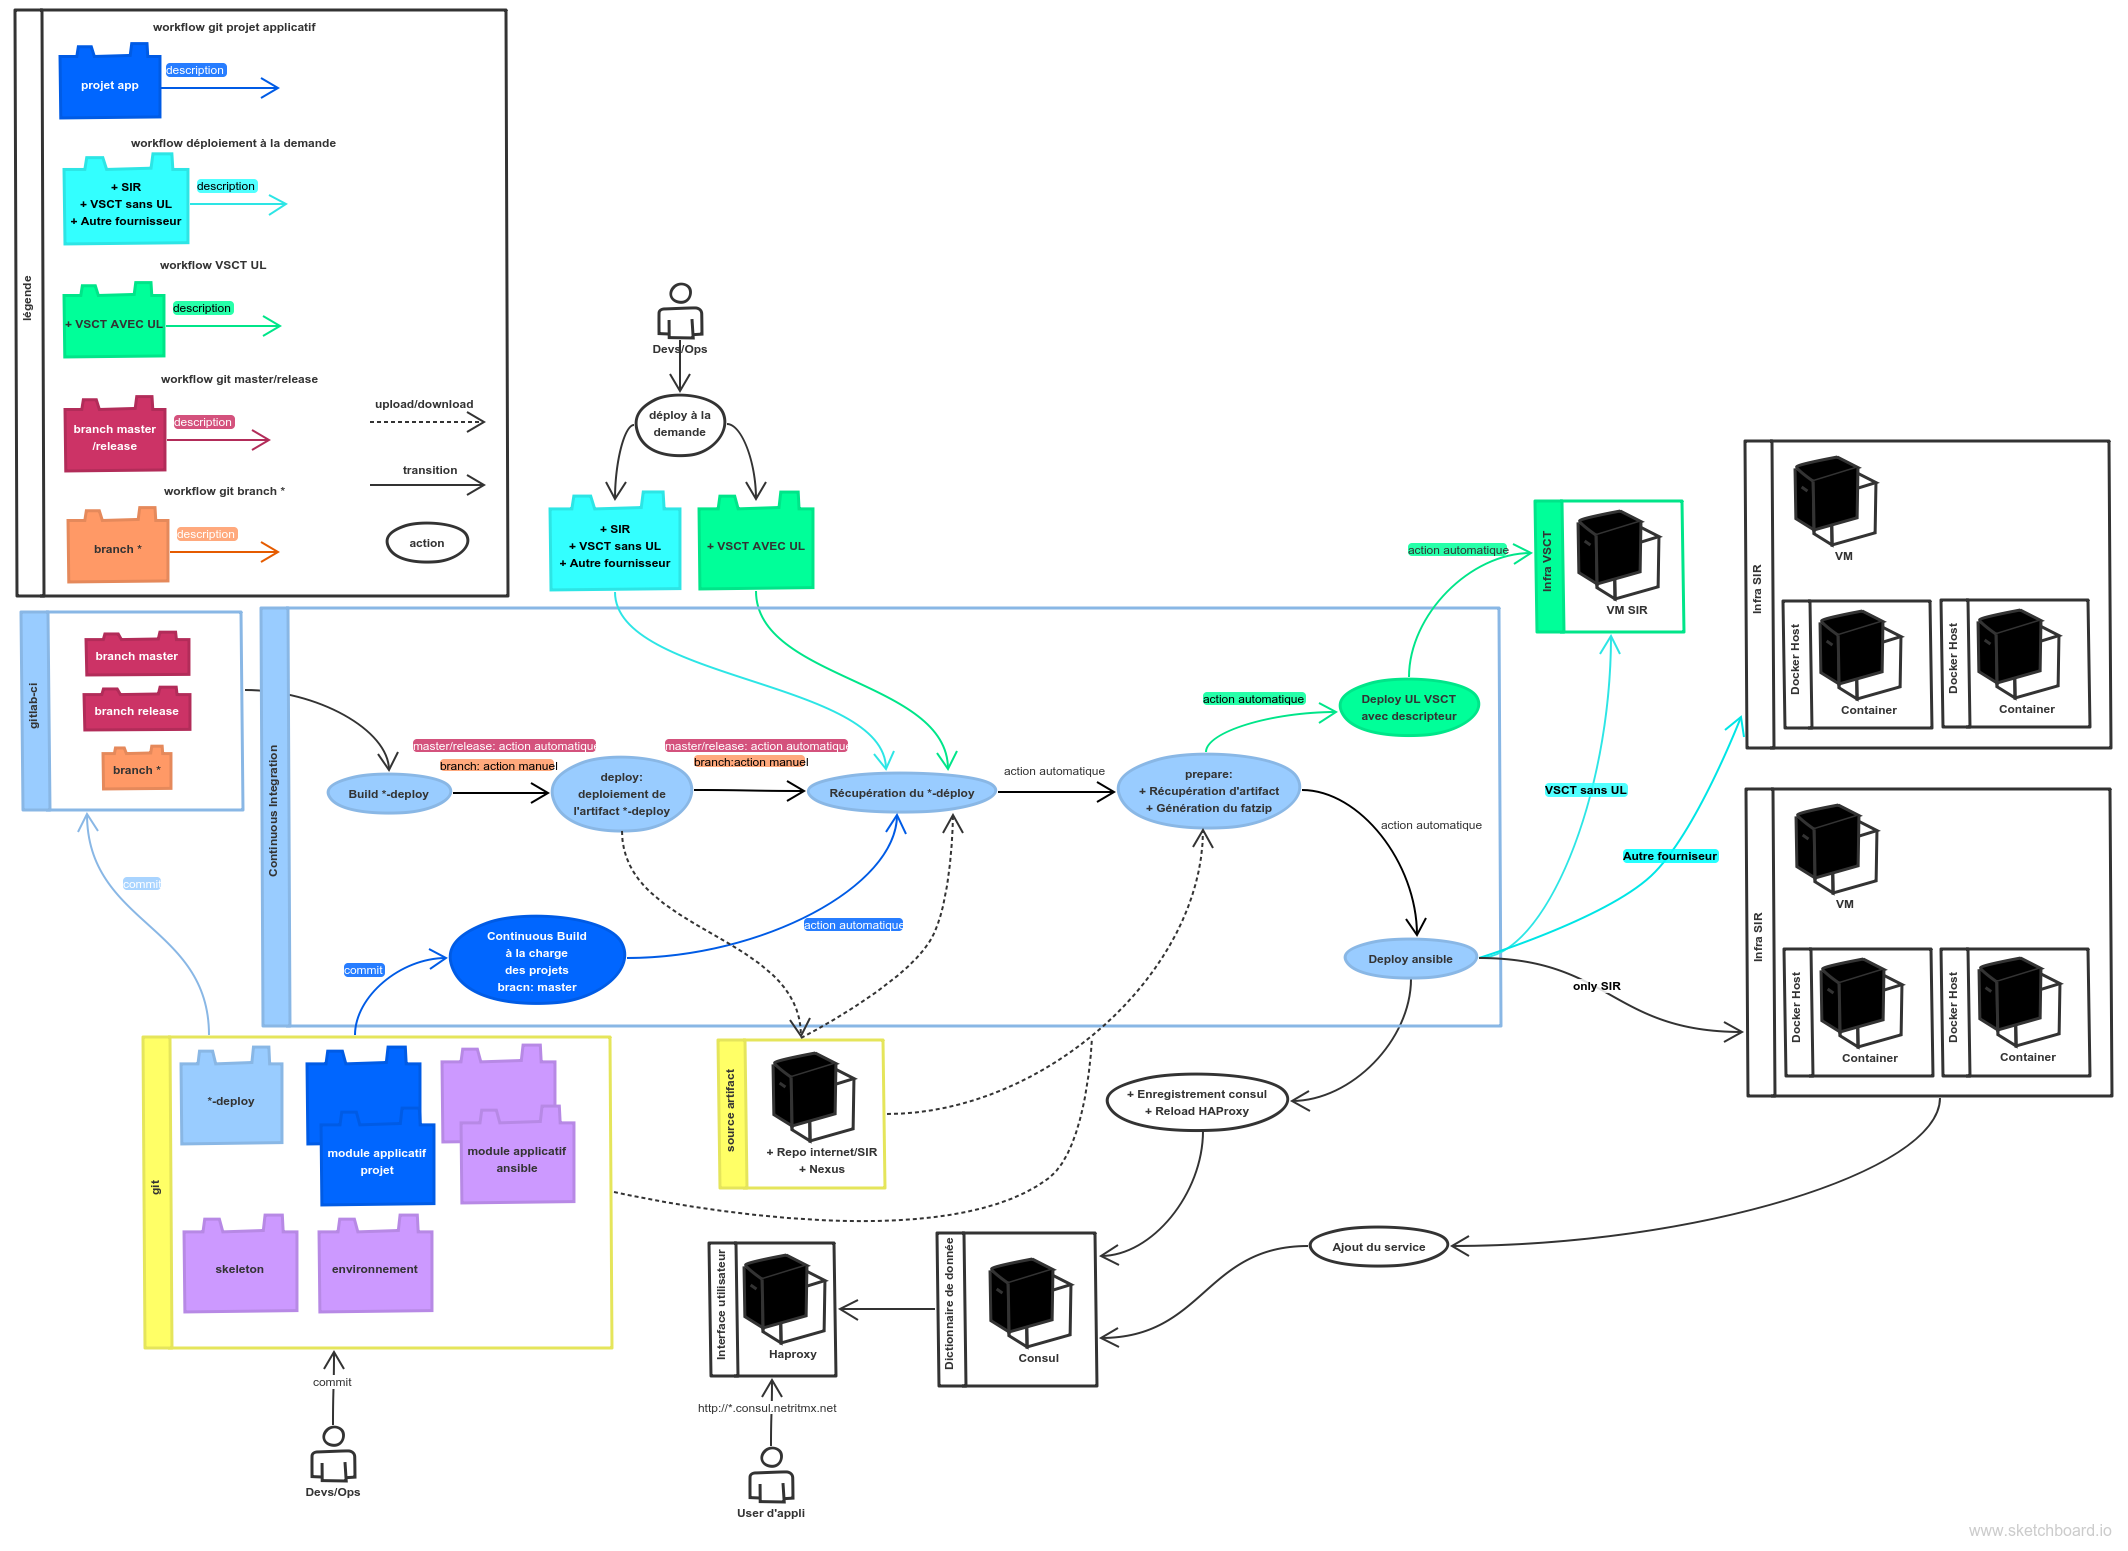 légende
workflow git projet applicatif
projet app
description
workflow déploiement à la demande
+ SIR
+ VSCT sans UL
+ Autre fournisseur
description
workflow VSCT UL
+ VSCT AVEC UL
description
workflow git master/release
branch master
/release
description
workflow git branch *
branch *
description
upload/download
transition
action
Devs/Ops
déploy à la
demande
+ SIR
+ VSCT sans UL
+ Autre fournisseur
+ VSCT AVEC UL
gitlab-ci
branch master
branch release
branch *
Continuous Integration
Build *-deploy
master/release: action automatique
branch: action manuel
deploy:
deploiement de
l'artifact *-deploy
master/release: action automatique
branch:action manuel
Récupération du *-déploy
action automatique
prepare:
+ Récupération d'artifact
+ Génération du fatzip
action automatique
Deploy UL VSCT
avec descripteur
action automatique
Infra VSCT
VM SIR
action automatique
Deploy ansible
VSCT sans UL
Autre fourniseur
only SIR
Infra SIR
VM
Docker Host
Container
Docker Host
Container
Infra SIR
VM
Docker Host
Container
Docker Host
Container
commit
commit
Continuous Build
à la charge
des projets
bracn: master
action automatique
git
*-deploy
module applicatif
projet
module applicatif
ansible
skeleton
environnement
commit
Devs/Ops
source artifact
+ Repo internet/SIR
+ Nexus
+ Enregistrement consul
+ Reload HAProxy
Ajout du service
Dictionnaire de donnée
Consul
Interface utilisateur
Haproxy
http://*.consul.netritmx.net
User d'appli
www.sketchboard.io